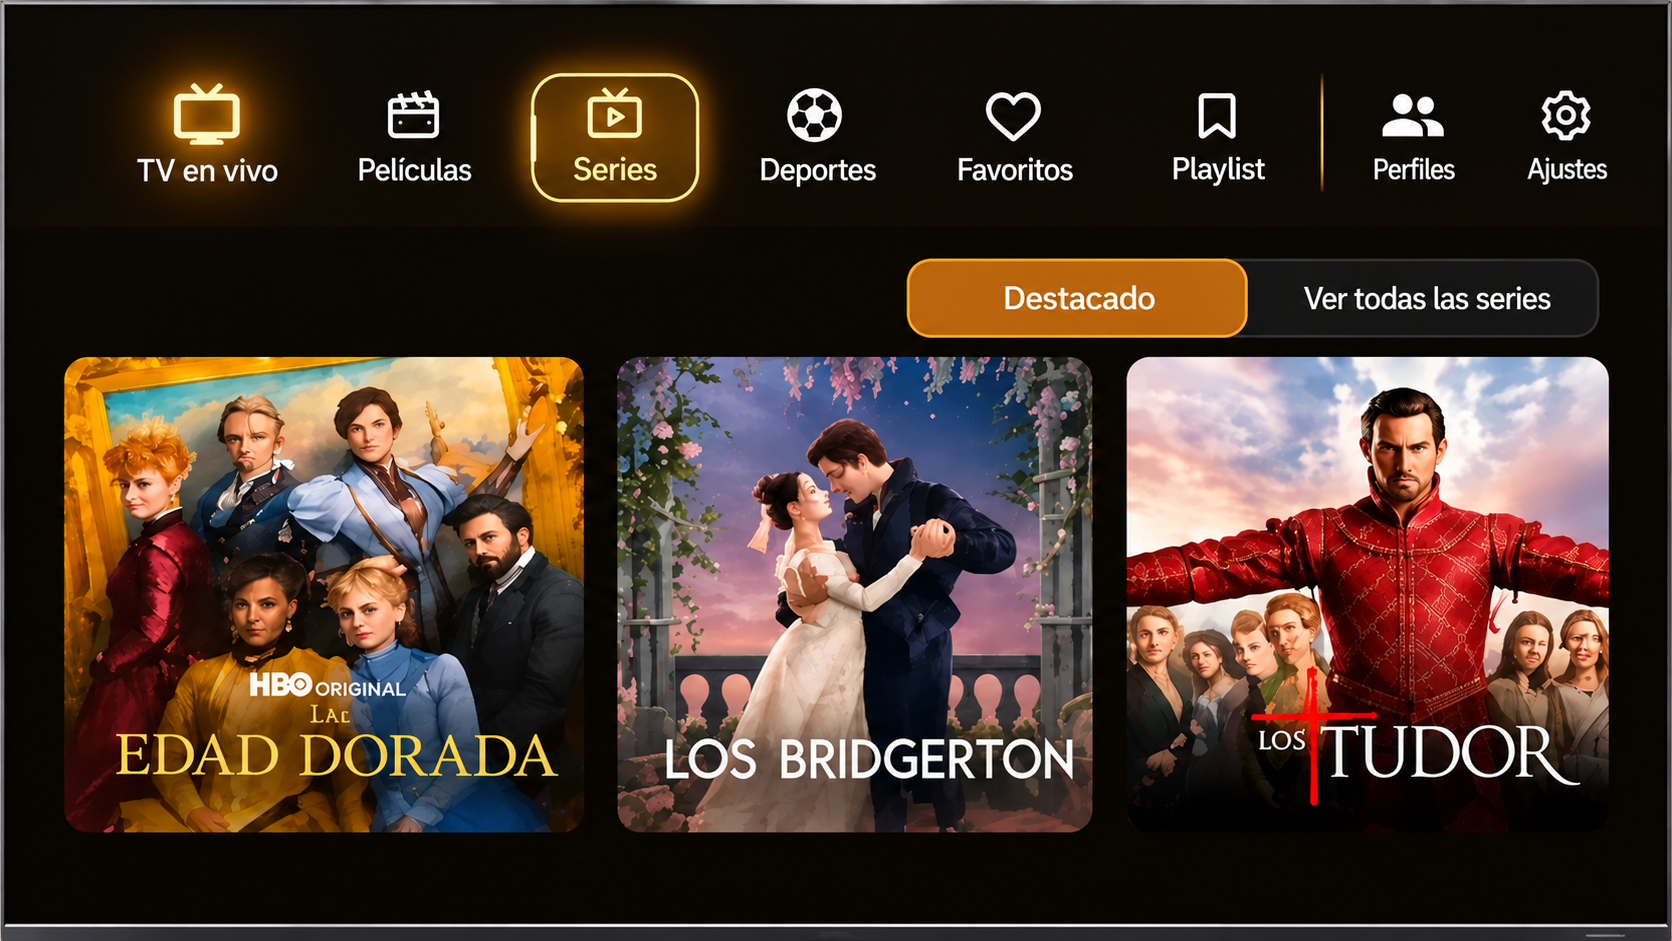 TV en vivo
Películas
Series
Deportes
Favoritos
Playlist
Perfiles
Ajustes
Destacado
Ver todas las series
HBO ORIGINAL
LAE
EDAD DORADA
LOS BRIDGERTON
LOS TUDOR